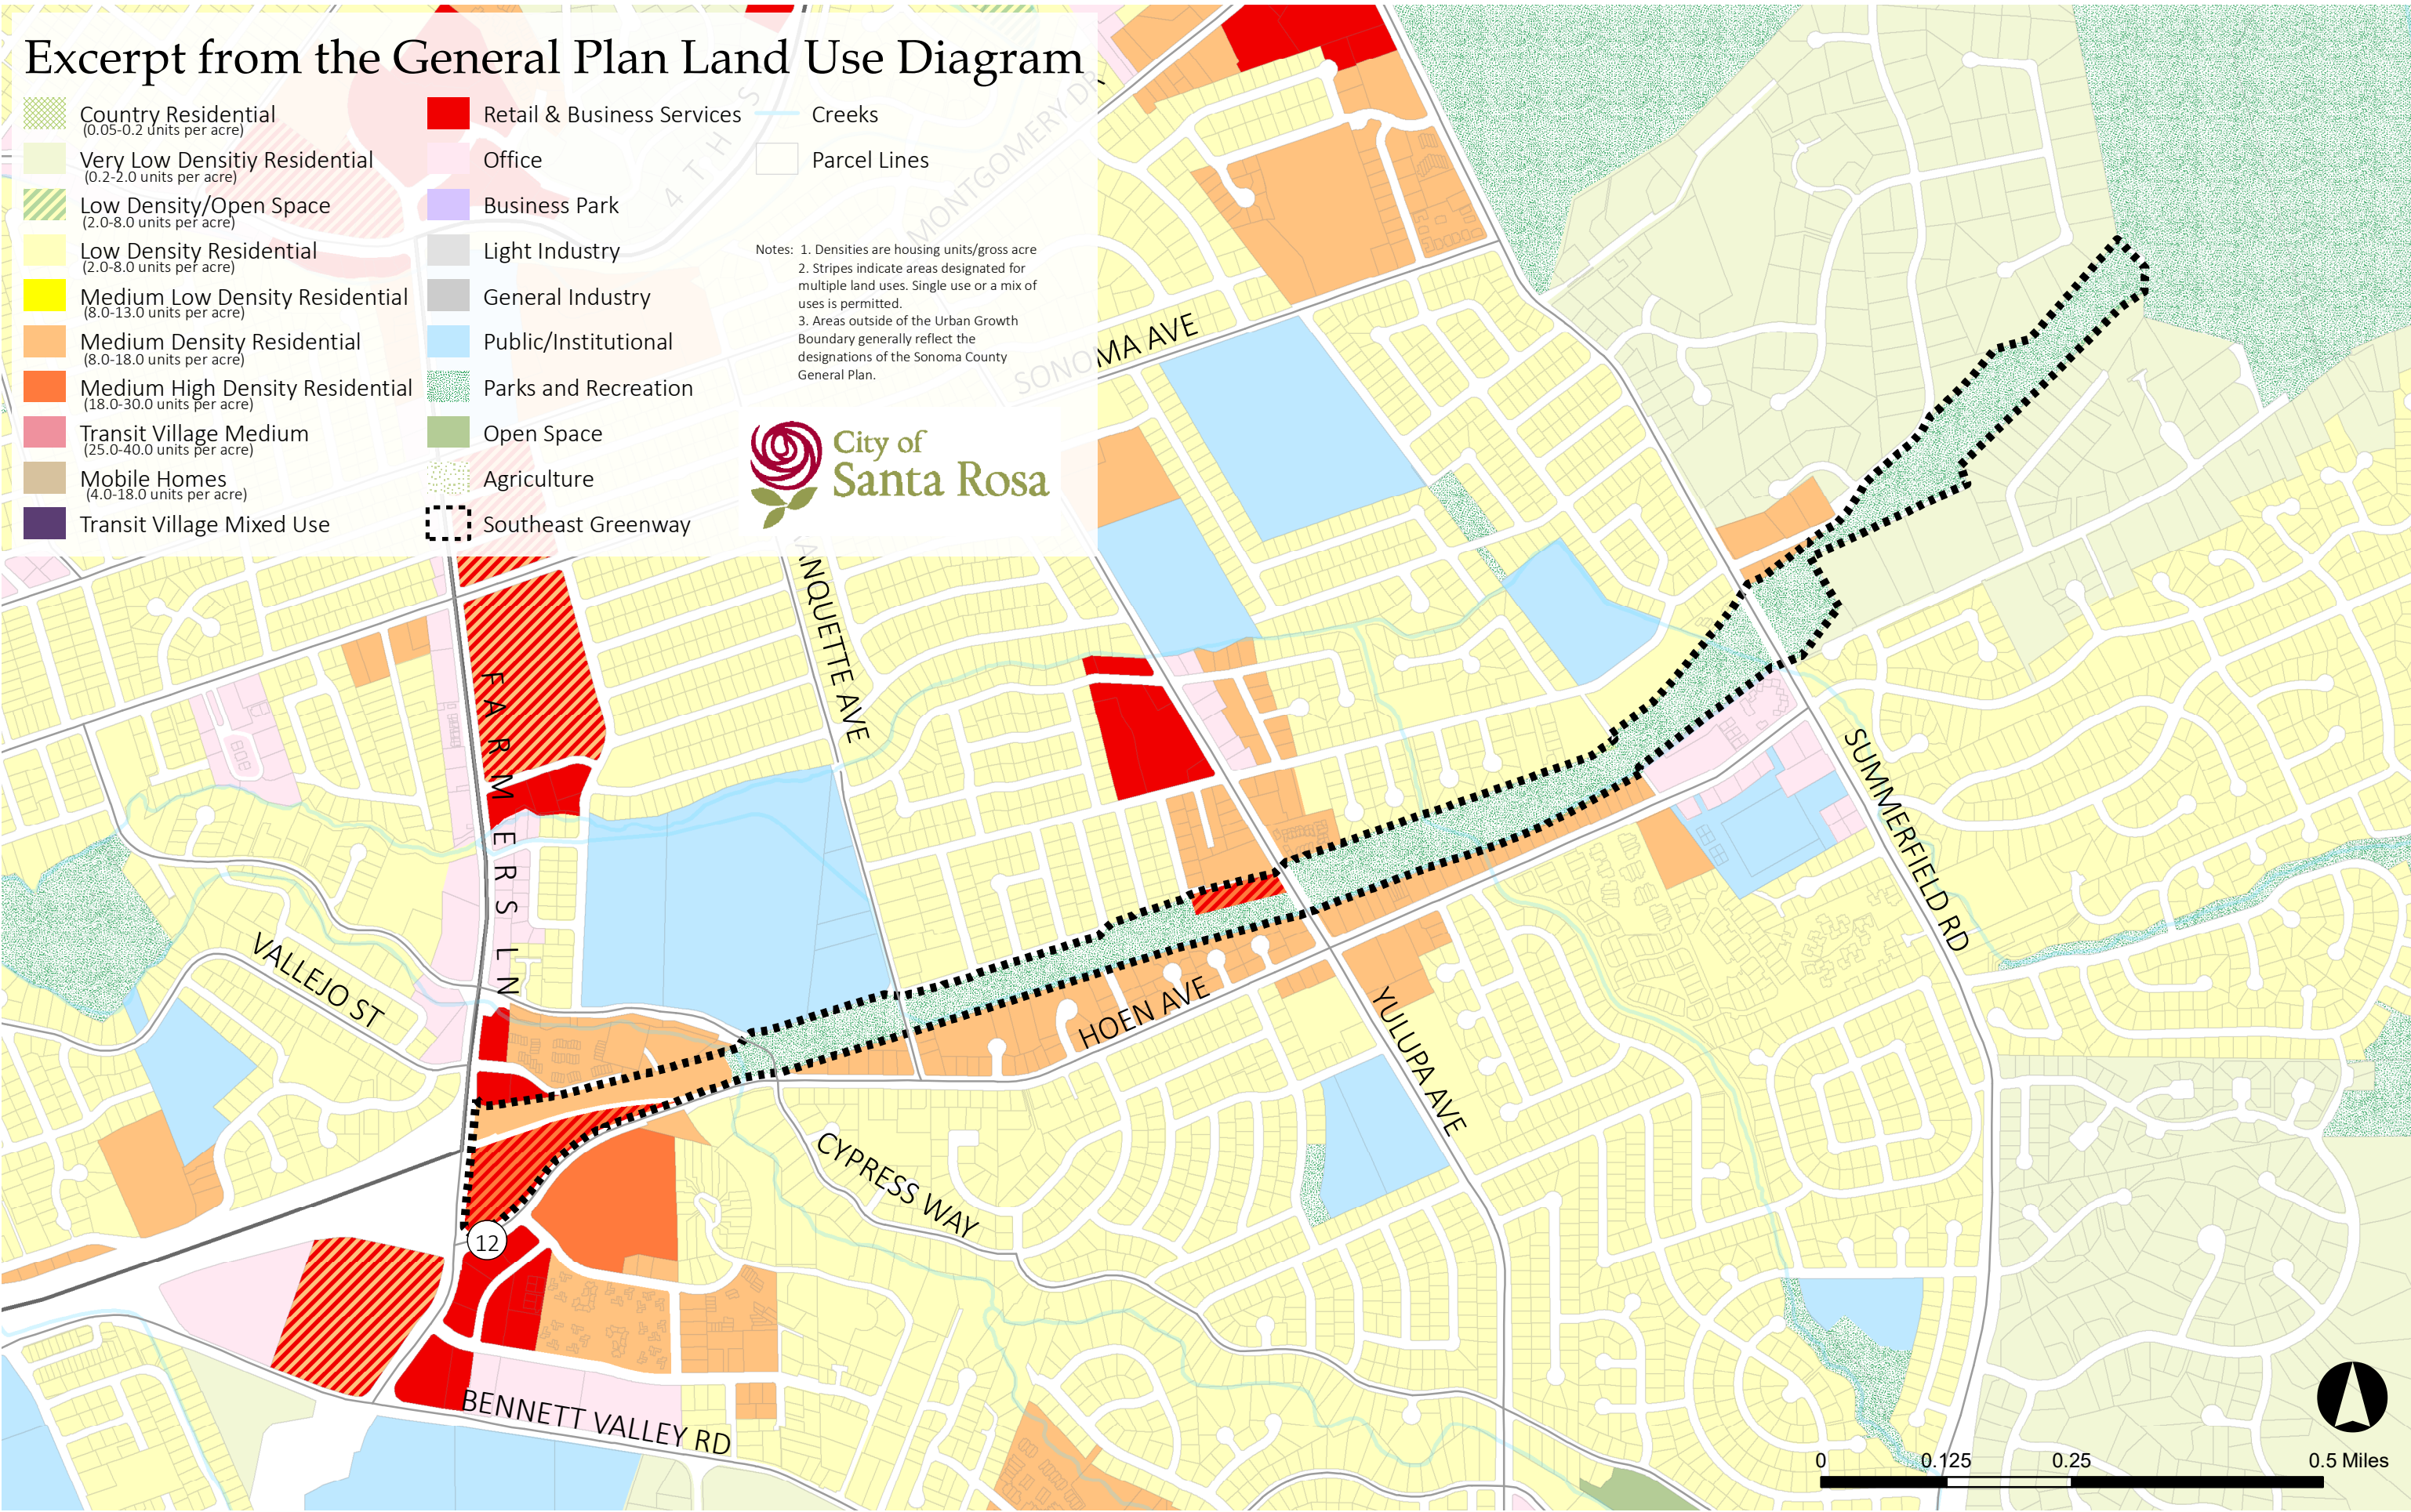 Excerpt from the General Plan Land Use Diagram
Country Residential
(0.05-0.2 units per acre)
Very Low Densitiy Residential
(0.2-2.0 units per acre)
Low Density/Open Space
(2.0-8.0 units per acre)
Low Density Residential
(2.0-8.0 units per acre)
Medium Low Density Residential
(8.0-13.0 units per acre)
Medium Density Residential
(8.0-18.0 units per acre)
Medium High Density Residential
(18.0-30.0 units per acre)
Transit Village Medium
(25.0-40.0 units per acre)
Mobile Homes
(4.0-18.0 units per acre)
Transit Village Mixed Use
Retail & Business Services
Office
Business Park
Light Industry
General Industry
Public/Institutional
Parks and Recreation
Open Space
Agriculture
Southeast Greenway
Creeks
Parcel Lines
Notes: 1. Densities are housing units/gross acre
2. Stripes indicate areas designated for
multiple land uses. Single use or a mix of
uses is permitted.
3. Areas outside of the Urban Growth
Boundary generally reflect the
designations of the Sonoma County
General Plan.
City of
Santa Rosa
4TH S
MONTGOMERY DR
SONOMA AVE
ANQUETTE AVE
FARMERS LN
VALLEJO ST
HOEN AVE
CYPRESS WAY
YULUPA AVE
SUMMERFIELD RD
12
BENNETT VALLEY RD
0 0.125 0.25 0.5 Miles